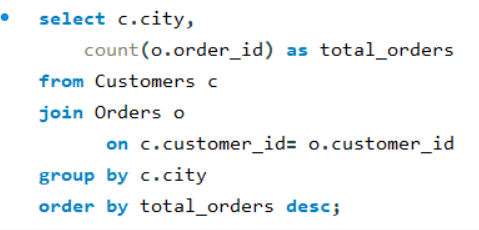 select c.city,
count(o.order_id) as total_orders
from Customers c
join Orders o
on c.customer_id= o.customer_id
group by c.city
order by total_orders desc;